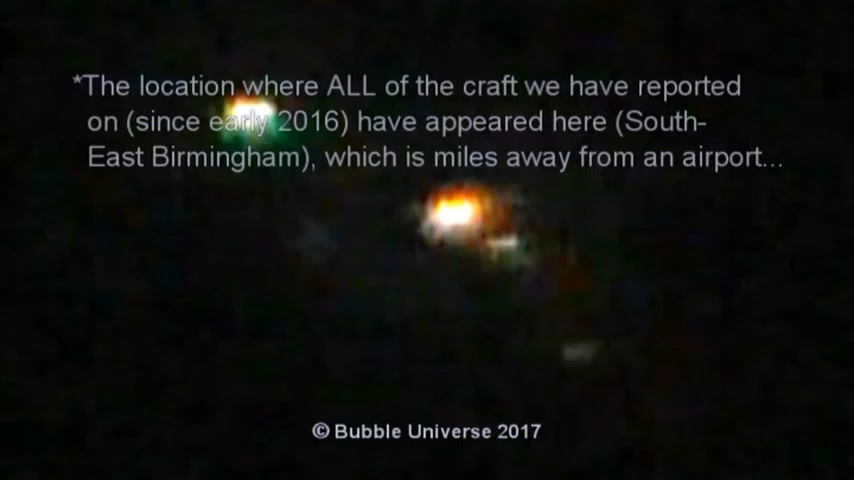 *The location where ALL of the craft we have reported
on (since early 2016) have appeared here (South-
East Birmingham), which is miles away from an airport...
© Bubble Universe 2017